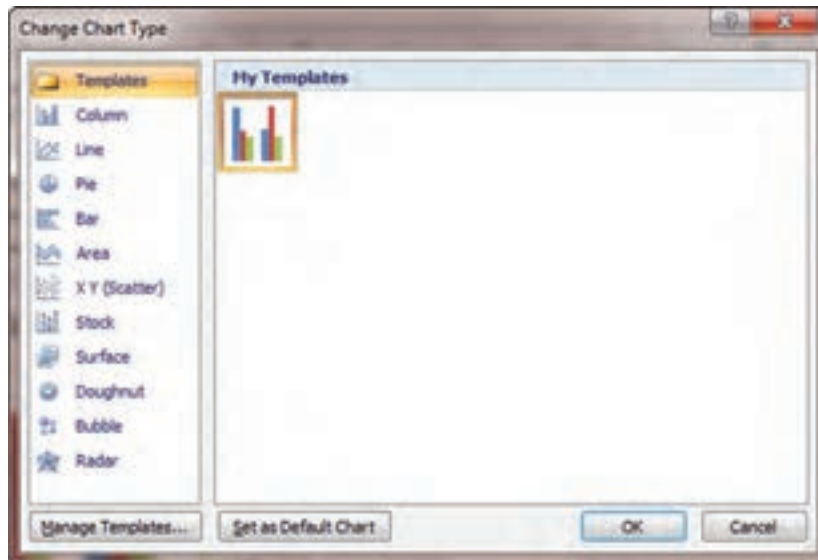 Change Chart Type
Templates
Column
Line
Pie
Bar
Area
X Y (Scatter)
Stock
Surface
Doughnut
Bubble
Radar
My Templates
Manage Templates...
Set as Default Chart
OK
Cancel